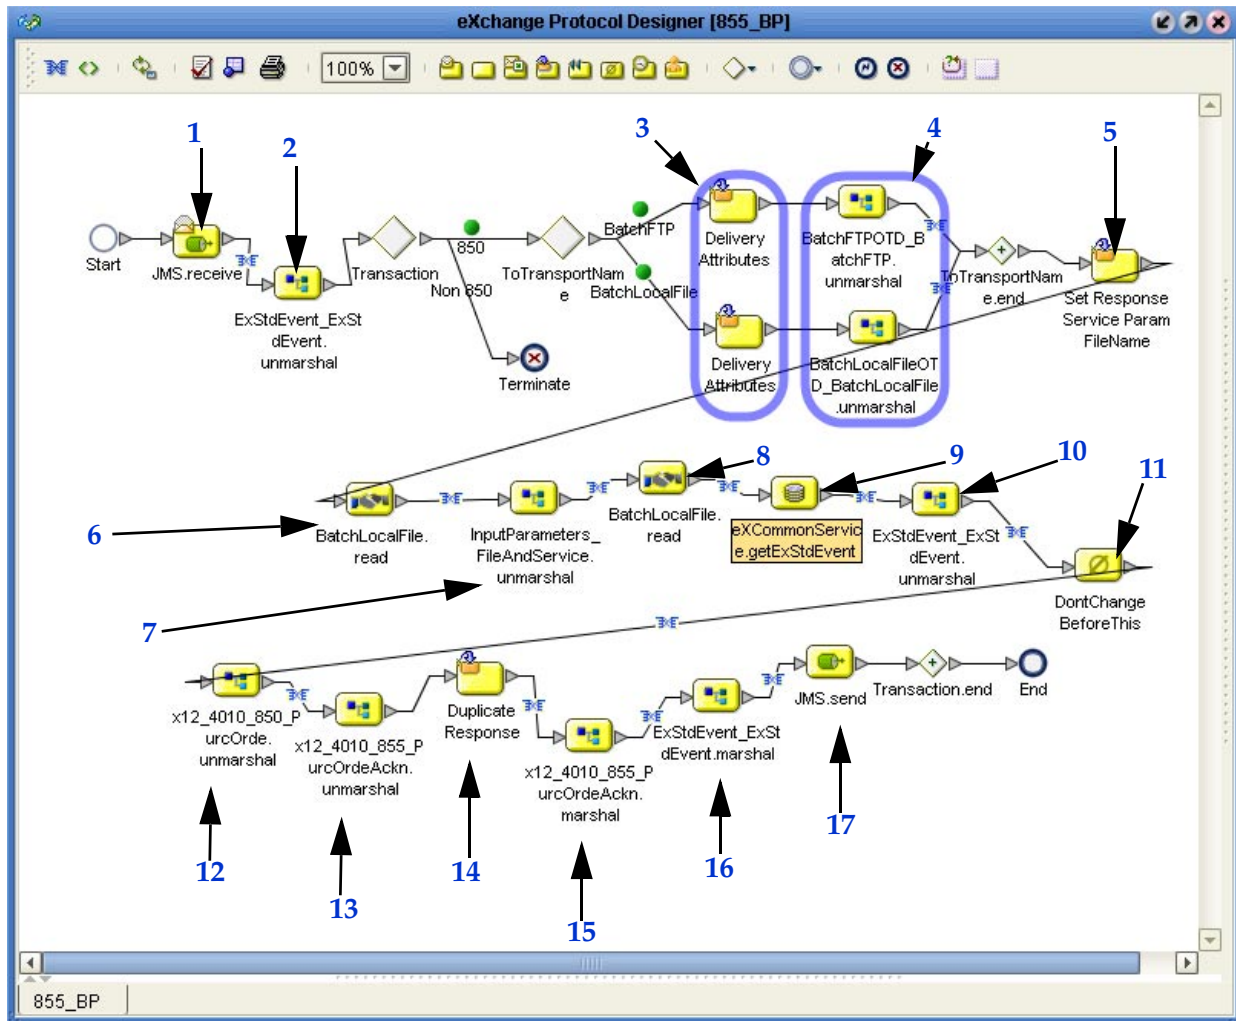 eXchange Protocol Designer [855_BP]
100%
1
2
3
4
5
Start
JMS.receive
ExStdEvent_ExSt
dEvent.
unmarshal
Transaction
850
Non 850
Terminate
ToTransportNam
e
BatchFTP
BatchLocalFile
Delivery
Attributes
Delivery
Attributes
BatchFTPOTD_B
atchFTP.
unmarshal
BatchLocalFileOT
D_BatchLocalFile
.unmarshal
ToTransportNam
e.end
Set Response
Service Param
FileName
6
7
8
9
10
11
BatchLocalFile.
read
InputParameters_
FileAndService.
unmarshal
BatchLocalFile.
read
eXCommonServic
e.getExStdEvent
ExStdEvent_ExSt
dEvent.
unmarshal
DontChange
BeforeThis
x12_4010_850_P
urcOrde.
unmarshal
x12_4010_855_P
urcOrdeAckn.
unmarshal
Duplicate
Response
x12_4010_855_P
urcOrdeAckn.
marshal
ExStdEvent_ExSt
dEvent.marshal
JMS.send
Transaction.end
End
12
13
14
15
16
17
855_BP